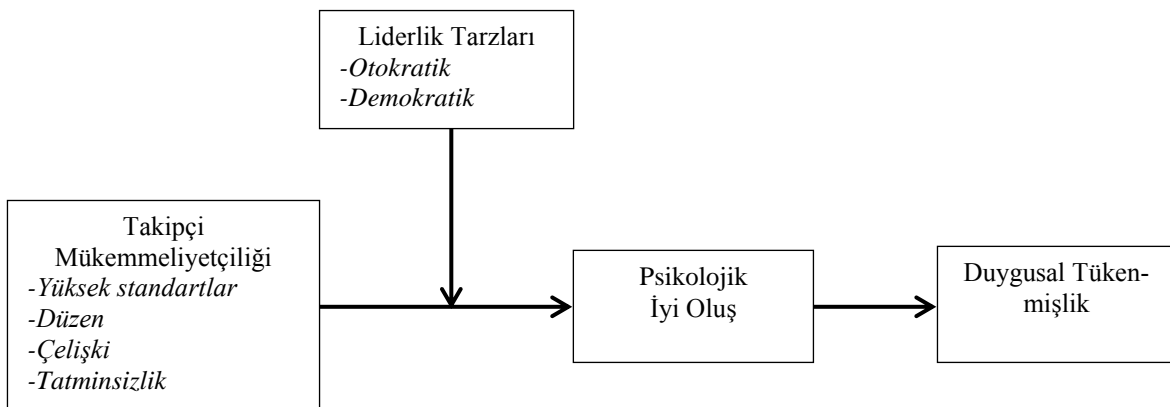 Liderlik Tarzları
-Otokratik
-Demokratik
Takipçi
Mükemmeliyetçiliği
-Yüksek standartlar
-Düzen
-Çelişki
-Tatminsizlik
Psikolojik
İyi Oluş
Duygusal Tüken-
mişlik